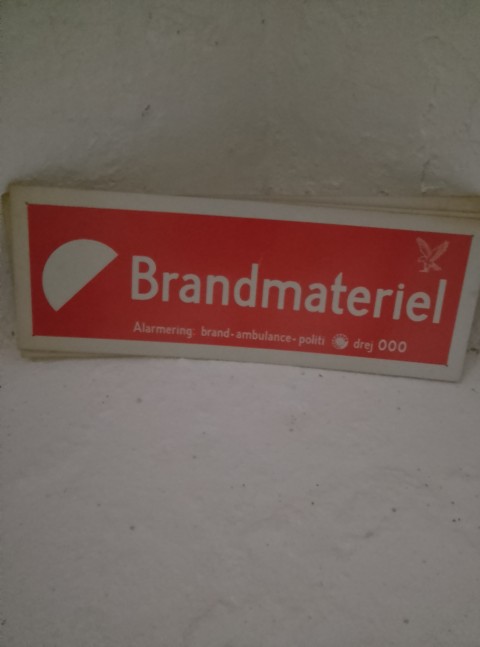 Brandmateriel
Alarmering: brand-ambulance-politi drej 000